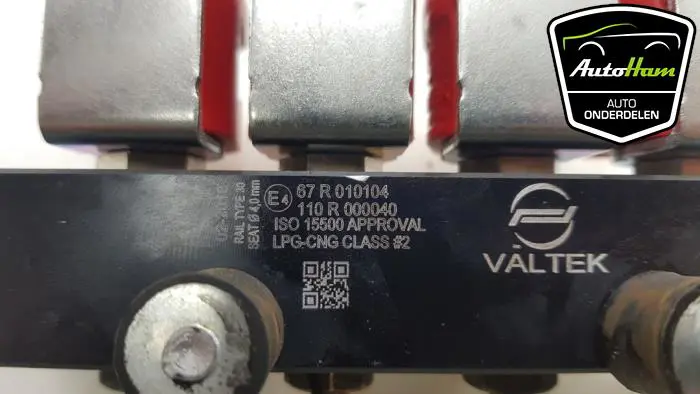 AutoHam
AUTO
ONDERDELEN
RAIL TYPE 30
SEAT Ø 4,0 mm
E4
67 R 010104
110 R 000040
ISO 15500 APPROVAL
LPG-CNG CLASS #2
VALTEK